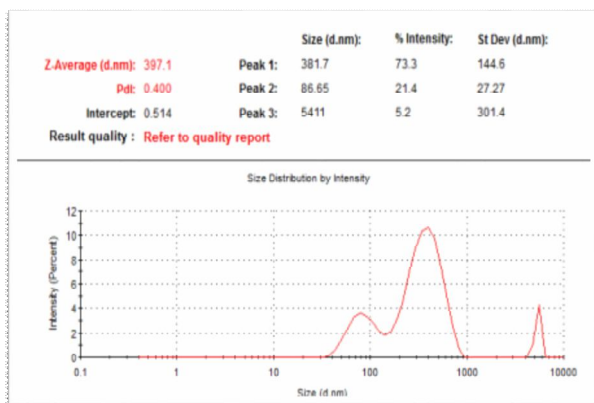 Size (d.nm): % Intensity: St Dev (d.nm):
Z-Average (d.nm): 397.1 Peak 1: 381.7 73.3 144.6
PdI: 0.400 Peak 2: 86.65 21.4 27.27
Intercept: 0.514 Peak 3: 5411 5.2 301.4
Result quality : Refer to quality report
Size Distribution by Intensity
Intensity (Percent)
12
10
8
6
4
2
0
0.1 1 10 100 1000 10000
Size (d.nm)